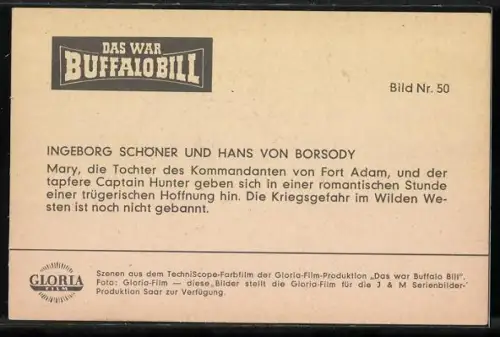 DAS WAR
BUFFALO BILL
Bild Nr. 50
INGEBORG SCHÖNER UND HANS VON BORSODY
Mary, die Tochter des Kommandanten von Fort Adam, und der
tapfere Captain Hunter geben sich in einer romantischen Stunde
einer trügerischen Hoffnung hin. Die Kriegsgefahr im Wilden We-
sten ist noch nicht gebannt.
GLORIA
FILM
Szenen aus dem TechniScope-Farbfilm der Gloria-Film-Produktion „Das war Buffalo Bill".
Foto: Gloria-Film — diese Bilder stellt die Gloria-Film für die J & M Serienbilder-
Produktion Saar zur Verfügung.